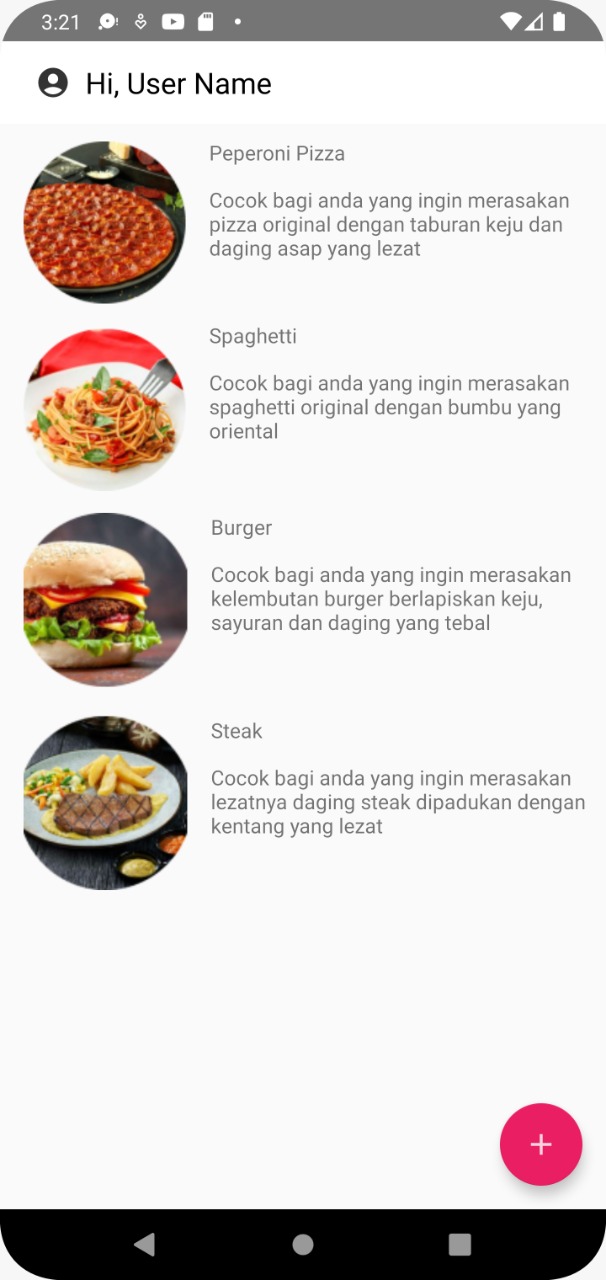 3:21
Hi, User Name
Peperoni Pizza
Cocok bagi anda yang ingin merasakan
pizza original dengan taburan keju dan
daging asap yang lezat
Spaghetti
Cocok bagi anda yang ingin merasakan
spaghetti original dengan bumbu yang
oriental
Burger
Cocok bagi anda yang ingin merasakan
kelembutan burger berlapiskan keju,
sayuran dan daging yang tebal
Steak
Cocok bagi anda yang ingin merasakan
lezatnya daging steak dipadukan dengan
kentang yang lezat